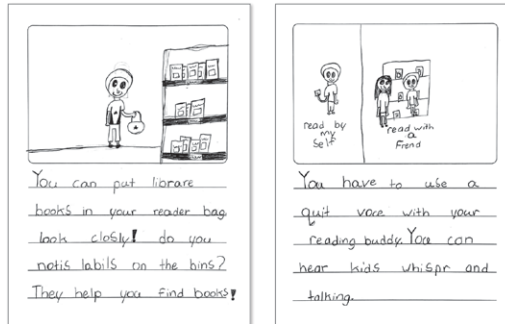 You can put librare
books in your reader bag.
look closly! do you
notis labils on the bins?
They help you find books!
read by
my
self
read with
a
friend
You have to use a
quit voce with your
reading buddy. You can
hear kids whispr and
talking.